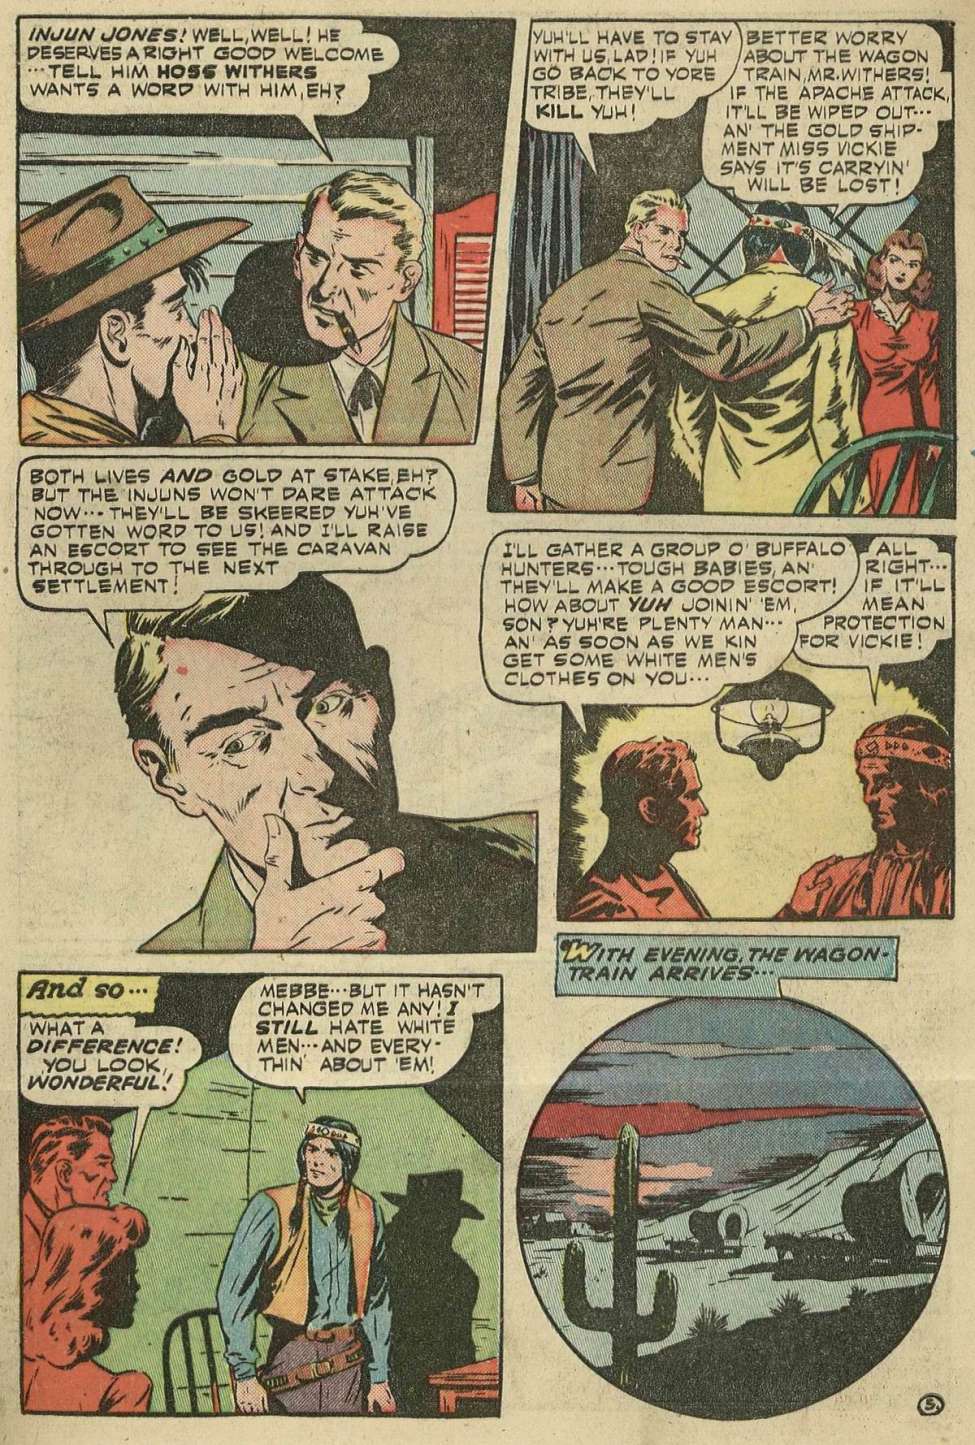 INJUN JONES! WELL, WELL! HE
DESERVES A RIGHT GOOD WELCOME
...TELL HIM HOSS WITHERS
WANTS A WORD WITH HIM, EH?
YUH'LL HAVE TO STAY
WITH US, LAD! IF YUH
GO BACK TO YORE
TRIBE, THEY'LL
KILL YUH!
BETTER WORRY
ABOUT THE WAGON
TRAIN, MR. WITHERS!
IF THE APACHE ATTACK,
IT'LL BE WIPED OUT...
AN' THE GOLD SHIP-
MENT MISS VICKIE
SAYS IT'S CARRYIN'
WILL BE LOST!
BOTH LIVES AND GOLD AT STAKE, EH?
BUT THE INJUNS WON'T DARE ATTACK
NOW... THEY'LL BE SKEERED YUH'VE
GOTTEN WORD TO US! AND I'LL RAISE
AN ESCORT TO SEE THE CARAVAN
THROUGH TO THE NEXT
SETTLEMENT!
I'LL GATHER A GROUP O' BUFFALO
HUNTERS... TOUGH BABIES, AN'
THEY'LL MAKE A GOOD ESCORT!
HOW ABOUT YUH JOININ' 'EM,
SON? YUH'RE PLENTY MAN...
AN' AS SOON AS WE KIN
GET SOME WHITE MEN'S
CLOTHES ON YOU...
ALL
RIGHT...
IF IT'LL
MEAN
PROTECTION
FOR VICKIE!
And so...
WHAT A
DIFFERENCE!
YOU LOOK
WONDERFUL!
MEBBE... BUT IT HASN'T
CHANGED ME ANY! I
STILL HATE WHITE
MEN... AND EVERY-
THIN' ABOUT 'EM!
WITH EVENING, THE WAGON-
TRAIN ARRIVES...
5.